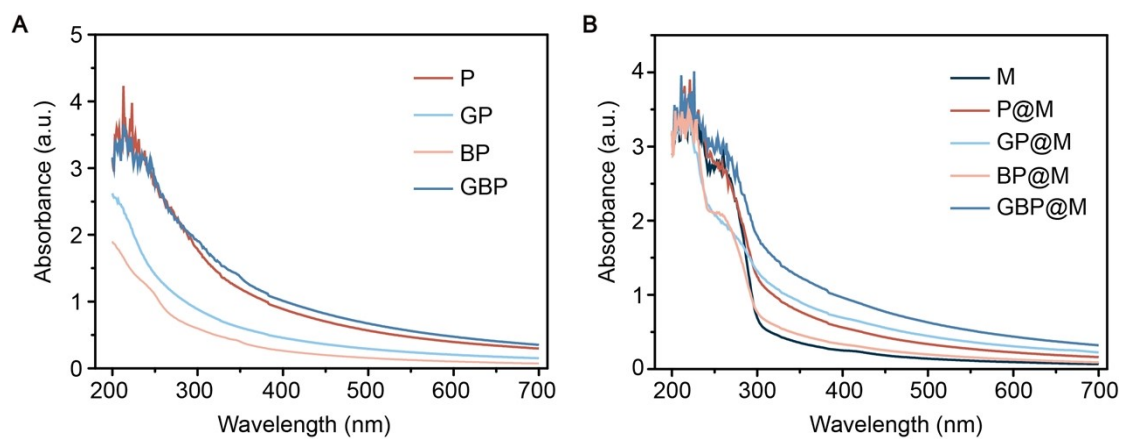 A
B
5
4
3
2
1
0
200 300 400 500 600 700
Wavelength (nm)
Absorbance (a.u.)
P
GP
BP
GBP
4
3
2
1
0
200 300 400 500 600 700
Wavelength (nm)
Absorbance (a.u.)
M
P@M
GP@M
BP@M
GBP@M